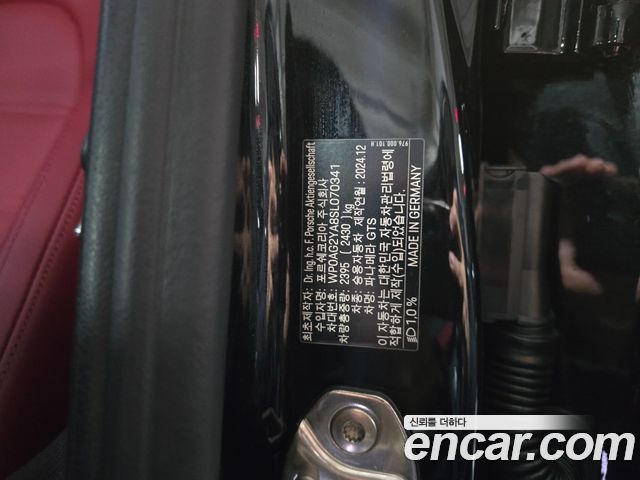 최초제작자: Dr. Ing. h.c. F. Porsche Aktiengesellschaft
수입자명: 포르쉐코리아 주식회사
차대번호: WP0AG2YA8SL070341
차량총중량: 2395 [ 2430 ] kg
차종: 승용자동차 제작연월: 2024.12
차명: 파나메라 GTS
이 자동차는 대한민국 자동차관리법령에
적합하게 제작(수입)되었습니다.
MADE IN GERMANY
1,0 %
976.000.101.H
신뢰를 더하다
encar.com